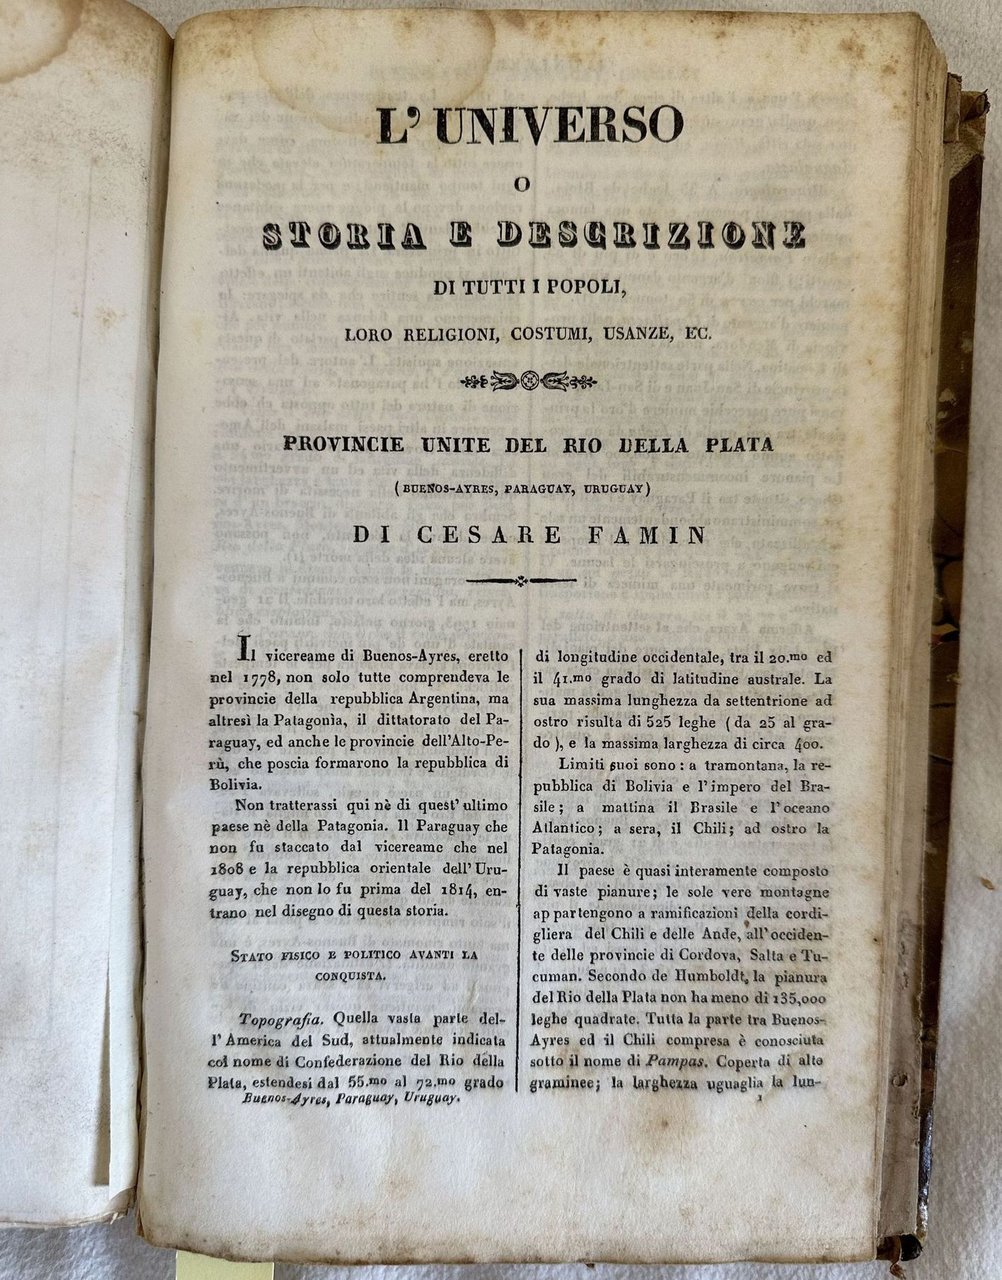 L' UNIVERSO
O
STORIA E DESCRIZIONE
DI TUTTI I POPOLI,
LORO RELIGIONI, COSTUMI, USANZE, EC.
PROVINCIE UNITE DEL RIO DELLA PLATA
(BUENOS-AYRES, PARAGUAY, URUGUAY)
DI CESARE FAMIN
Il vicereame di Buenos-Ayres, eretto
nel 1778, non solo tutte comprendeva le
provincie della repubblica Argentina, ma
altresì la Patagonìa, il dittatorato del Pa-
raguay, ed anche le provincie dell'Alto-Pe-
rù, che poscia formarono la repubblica di
Bolivia.
Non tratterassi qui nè di quest' ultimo
paese nè della Patagonia. Il Paraguay che
non fu staccato dal vicereame che nel
1808 e la repubblica orientale dell' Uru-
guay, che non lo fu prima del 1814, en-
trano nel disegno di questa storia.
STATO FISICO E POLITICO AVANTI LA
CONQUISTA.
Topografia. Quella vasta parte del-
l' America del Sud, attualmente indicata
col nome di Confederazione del Rio della
Plata, estendesi dal 55.mo al 72.mo grado
Buenos-Ayres, Paraguay, Uruguay.
di longitudine occidentale, tra il 20.mo ed
il 41.mo grado di latitudine australe. La
sua massima lunghezza da settentrione ad
ostro risulta di 525 leghe ( da 25 al gra-
do ), e la massima larghezza di circa 400.
Limiti suoi sono : a tramontana, la re-
pubblica di Bolivia e l' impero del Bra-
sile ; a mattina il Brasile e l' oceano
Atlantico ; a sera, il Chili ; ad ostro la
Patagonia.
Il paese è quasi interamente composto
di vaste pianure; le sole vere montagne
ap partengono a ramificazioni della cordi-
gliera del Chili e delle Ande, all' occiden-
te delle provincie di Cordova, Salta e Tu-
cuman. Secondo de Humboldt, la pianura
del Rio della Plata non ha meno di 135,000
leghe quadrate. Tutta la parte tra Buenos-
Ayres ed il Chili compresa è conosciuta
sotto il nome di Pampas. Coperta di alte
graminee; la larghezza uguaglia la lun-
1